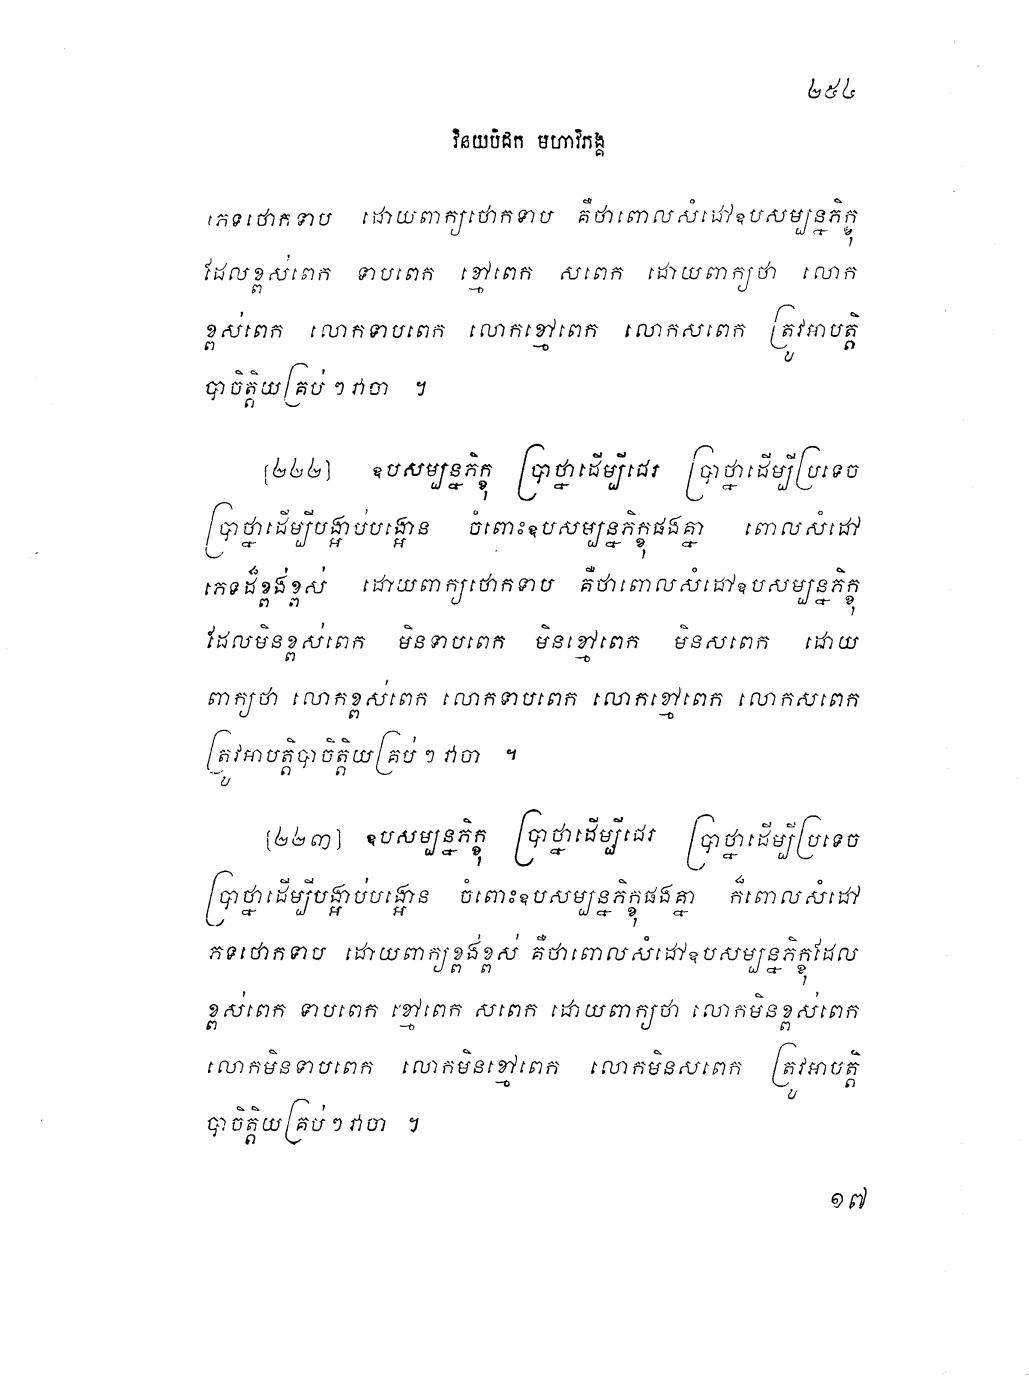 ២៥៤
វិនយបិដក មហាវិភង្គ
ភេទថោកទាប ដោយពាក្យថោកទាប គឺថាពោលសំដៅឧបសម្បន្នភិក្ខុ
ដែលខ្ពស់ពេក ទាបពេក ខ្មៅពេក សពេក ដោយពាក្យថា លោក
ខ្ពស់ពេក លោកទាបពេក លោកខ្មៅពេក លោកសពេក ត្រូវអាបត្តិ
បាចិត្តិយគ្រប់ ៗ វាចា ។
[២២២] ឧបសម្បន្នភិក្ខុ ប្រាថ្នាដើម្បីជេរ ប្រាថ្នាដើម្បីប្រទេច
ប្រាថ្នាដើម្បីបង្អាប់បង្អោន ចំពោះឧបសម្បន្នភិក្ខុផងគ្នា ពោលសំដៅ
ភេទដ៏ខ្ពង់ខ្ពស់ ដោយពាក្យថោកទាប គឺថាពោលសំដៅឧបសម្បន្នភិក្ខុ
ដែលមិនខ្ពស់ពេក មិនទាបពេក មិនខ្មៅពេក មិនសពេក ដោយ
ពាក្យថា លោកខ្ពស់ពេក លោកទាបពេក លោកខ្មៅពេក លោកសពេក
ត្រូវអាបត្តិបាចិត្តិយគ្រប់ ៗ វាចា ។
[២២៣] ឧបសម្បន្នភិក្ខុ ប្រាថ្នាដើម្បីជេរ ប្រាថ្នាដើម្បីប្រទេច
ប្រាថ្នាដើម្បីបង្អាប់បង្អោន ចំពោះឧបសម្បន្នភិក្ខុផងគ្នា ក៏ពោលសំដៅ
ភទថោកទាប ដោយពាក្យខ្ពង់ខ្ពស់ គឺថាពោលសំដៅឧបសម្បន្នភិក្ខុដែល
ខ្ពស់ពេក ទាបពេក ខ្មៅពេក សពេក ដោយពាក្យថា លោកមិនខ្ពស់ពេក
លោកមិនទាបពេក លោកមិនខ្មៅពេក លោកមិនសពេក ត្រូវអាបត្តិ
បាចិត្តិយគ្រប់ ៗ វាចា ។
១៧